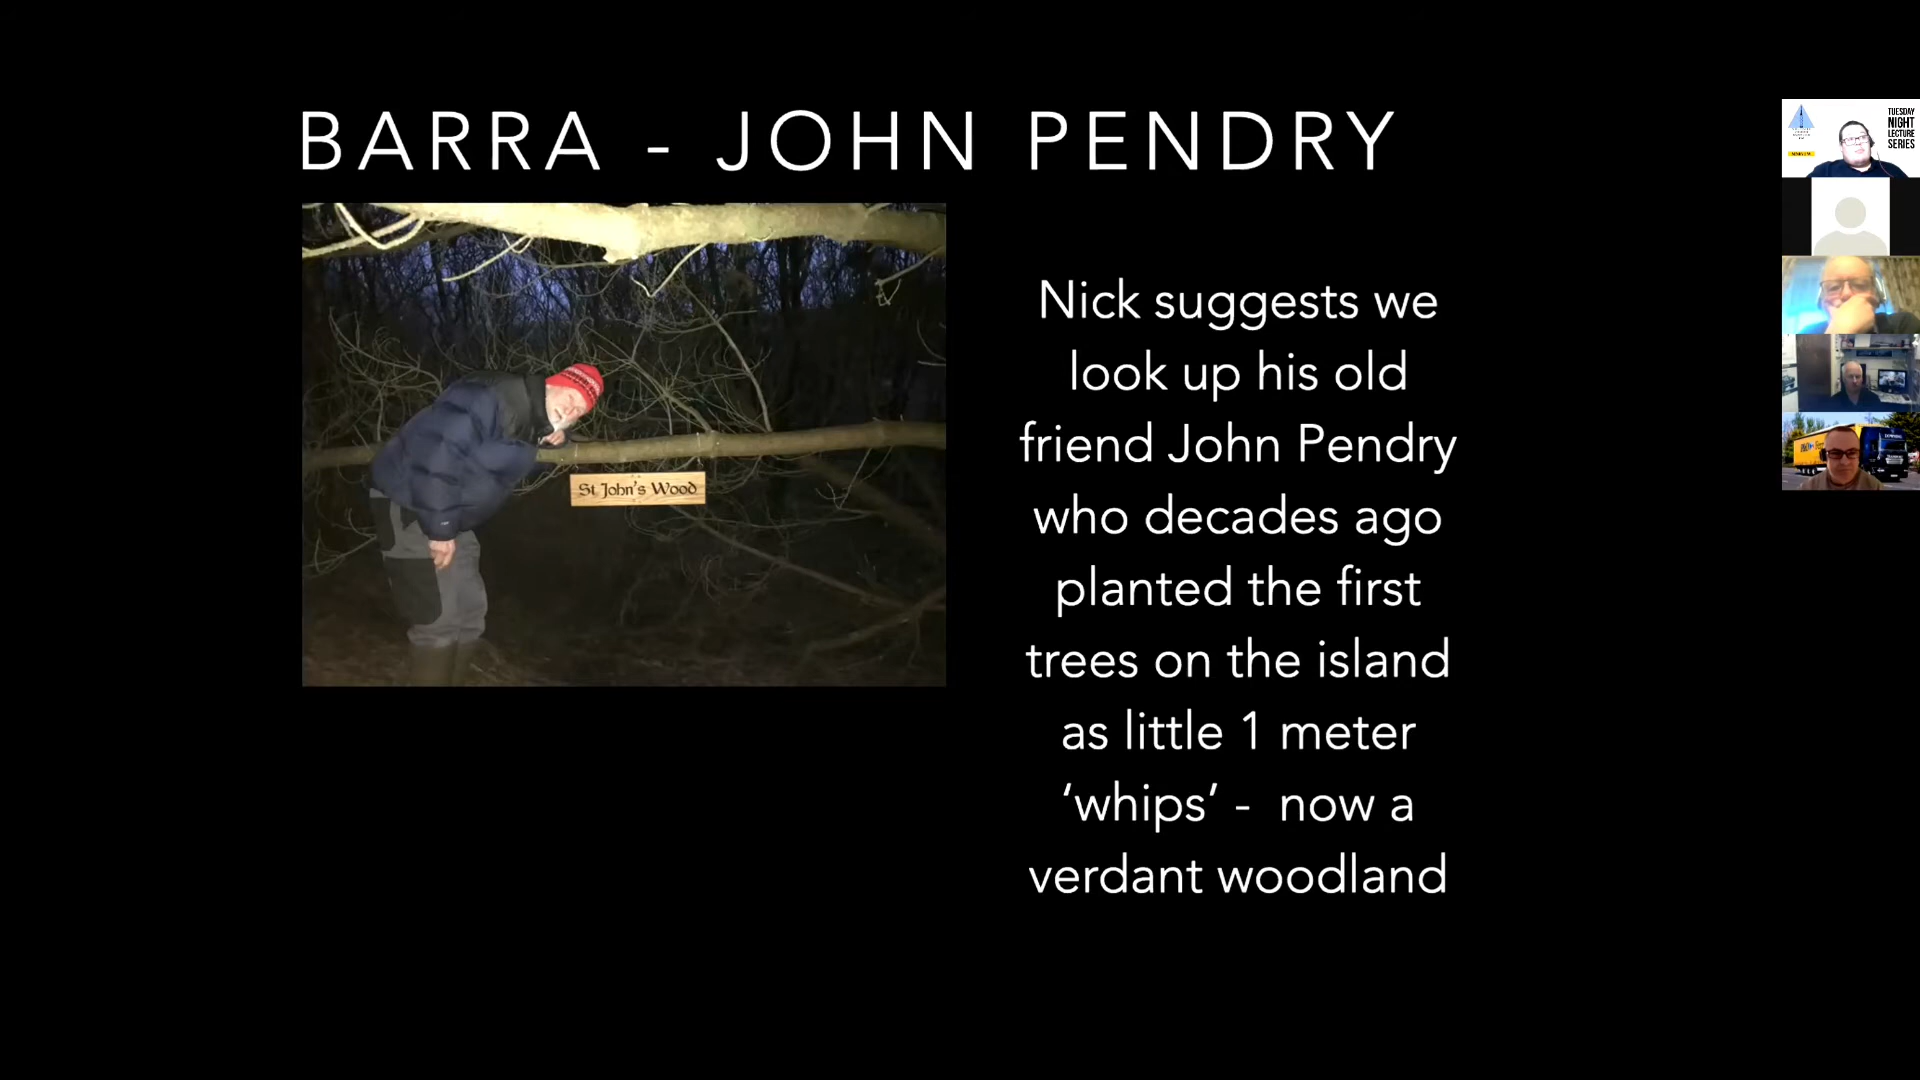 BARRA - JOHN PENDRY
Nick suggests we
look up his old
friend John Pendry
who decades ago
planted the first
trees on the island
as little 1 meter
‘whips’ -  now a
verdant woodland
St John's Wood
TUESDAY
NIGHT
LECTURE
SERIES